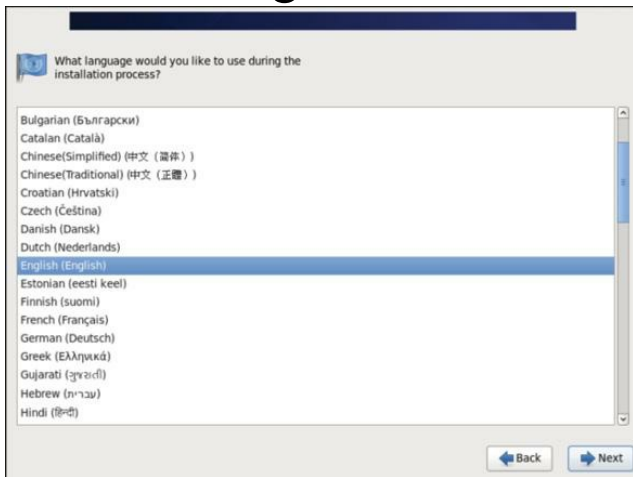 What language would you like to use during the
installation process?
Bulgarian (Български)
Catalan (Català)
Chinese(Simplified) (中文（简体）)
Chinese(Traditional) (中文（正體）)
Croatian (Hrvatski)
Czech (Čeština)
Danish (Dansk)
Dutch (Nederlands)
English (English)
Estonian (eesti keel)
Finnish (suomi)
French (Français)
German (Deutsch)
Greek (Ελληνικά)
Gujarati (ગુજરાતી)
Hebrew (עברית)
Hindi (हिन्दी)
Back
Next